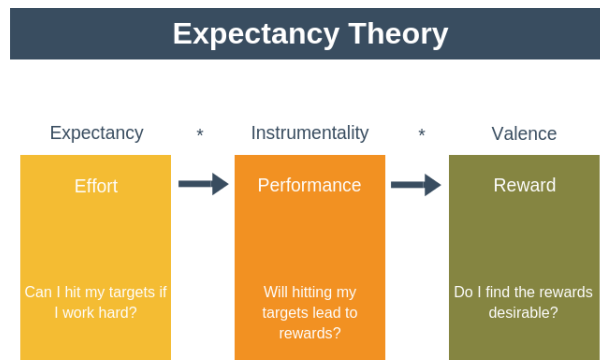 Expectancy Theory
Expectancy * Instrumentality * Valence
Effort
Performance
Reward
Can I hit my targets if
I work hard?
Will hitting my
targets lead to
rewards?
Do I find the rewards
desirable?